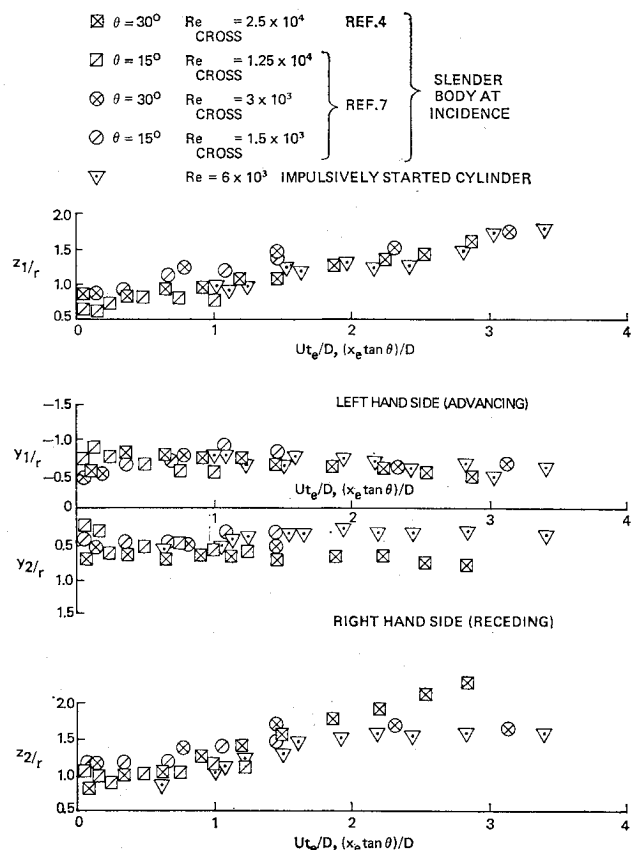 θ = 30° Re CROSS = 2.5 x 10⁴ REF.4
θ = 15° Re CROSS = 1.25 x 10⁴
θ = 30° Re CROSS = 3 x 10³ REF.7
θ = 15° Re CROSS = 1.5 x 10³
SLENDER
BODY AT
INCIDENCE
Re = 6 x 10³ IMPULSIVELY STARTED CYLINDER
z₁/r
2.0
1.5
1.0
0.5
0 1 2 3 4
Utₑ/D, (xₑ tan θ)/D
LEFT HAND SIDE (ADVANCING)
y₁/r
−1.5
−1.0
−0.5
0
1 2 3 4
Utₑ/D, (xₑ tan θ)/D
y₂/r
0.5
1.0
1.5
RIGHT HAND SIDE (RECEDING)
z₂/r
2.0
1.5
1.0
0.5
0 1 2 3 4
Utₑ/D, (xₑ tan θ)/D